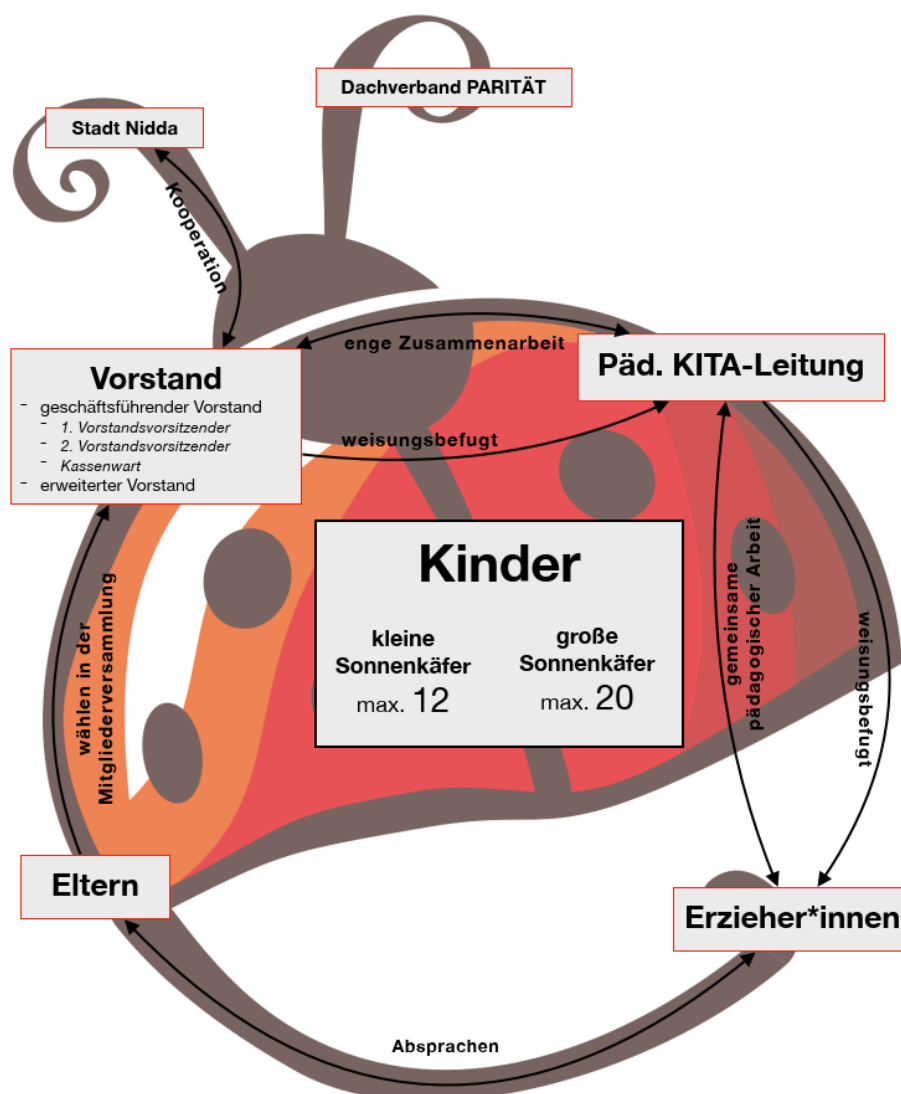 Dachverband PARITÄT
Stadt Nidda
Kooperation
enge Zusammenarbeit
Vorstand
- geschäftsführender Vorstand
- 1. Vorstandsvorsitzender
- 2. Vorstandsvorsitzender
- Kassenwart
- erweiterter Vorstand
Päd. KITA-Leitung
weisungsbefugt
Kinder
kleine
Sonnenkäfer
max. 12
große
Sonnenkäfer
max. 20
wählen in der
Mitgliederversammlung
gemeinsame
pädagogischer Arbeit
weisungsbefugt
Eltern
Erzieher*innen
Absprachen